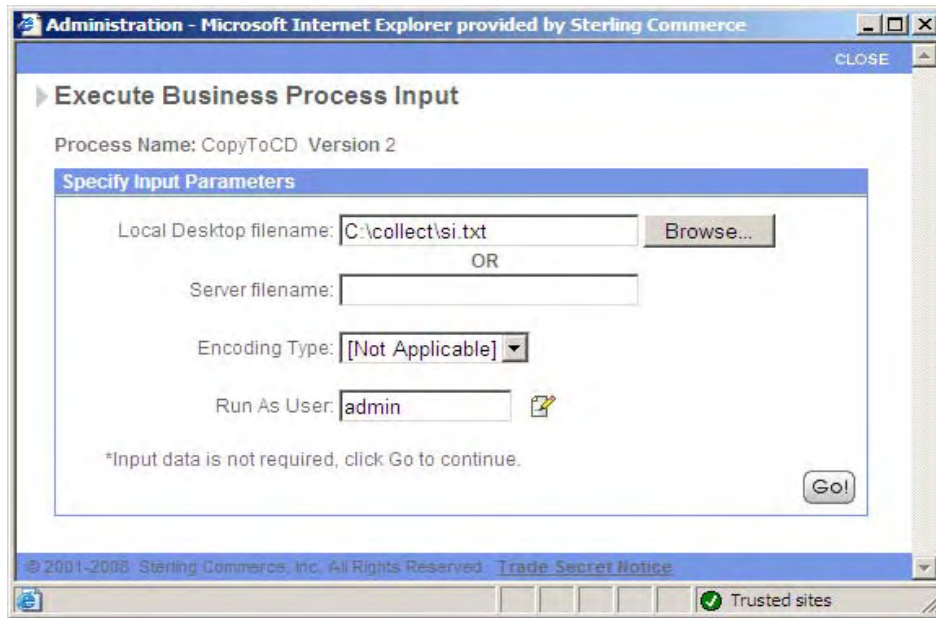 Administration - Microsoft Internet Explorer provided by Sterling Commerce
CLOSE
Execute Business Process Input
Process Name: CopyToCD Version 2
Specify Input Parameters
Local Desktop filename: C:\collect\si.txt Browse...
OR
Server filename:
Encoding Type: [Not Applicable]
Run As User: admin
*Input data is not required, click Go to continue.
Go!
© 2001-2008 Sterling Commerce, Inc. All Rights Reserved. Trade Secret Notice
Trusted sites